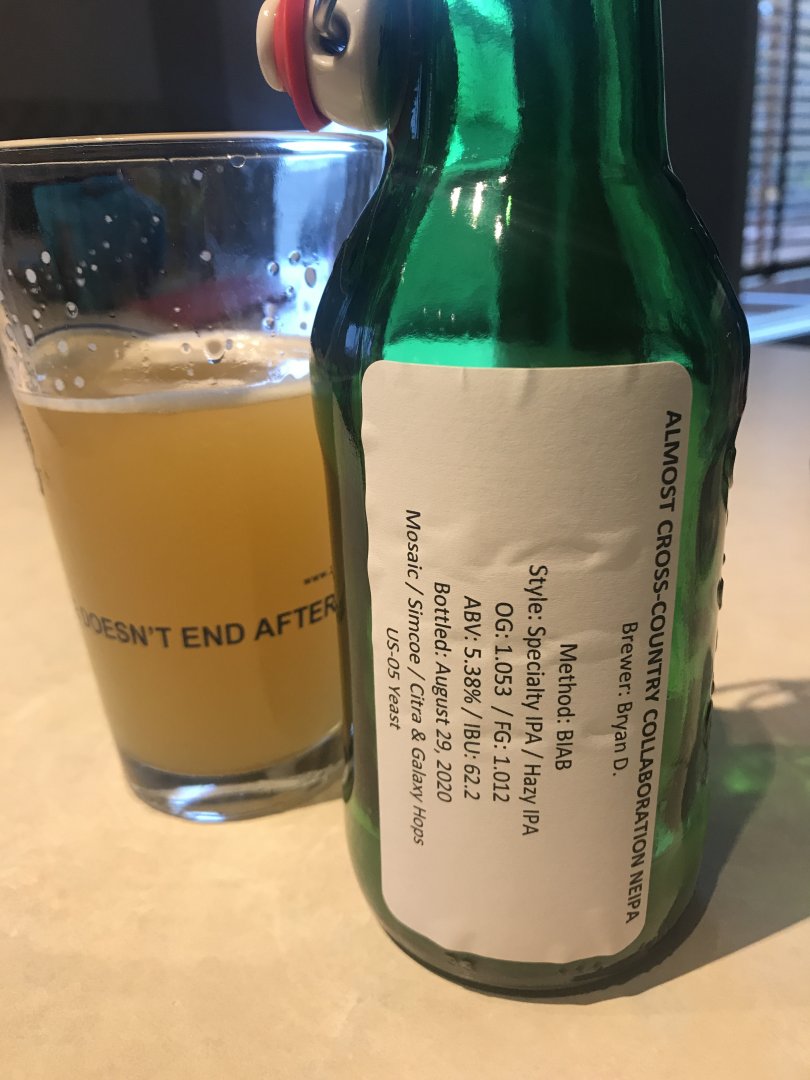 ALMOST CROSS-COUNTRY COLLABORATION NEIPA
Brewer: Bryan D.
Method: BIAB
Style: Specialty IPA / Hazy IPA
OG: 1.053 / FG: 1.012
ABV: 5.38% / IBU: 62.2
Bottled: August 29, 2020
Mosaic / Simcoe / Citra & Galaxy Hops
US-05 Yeast
www.
DOESN'T END AFTER